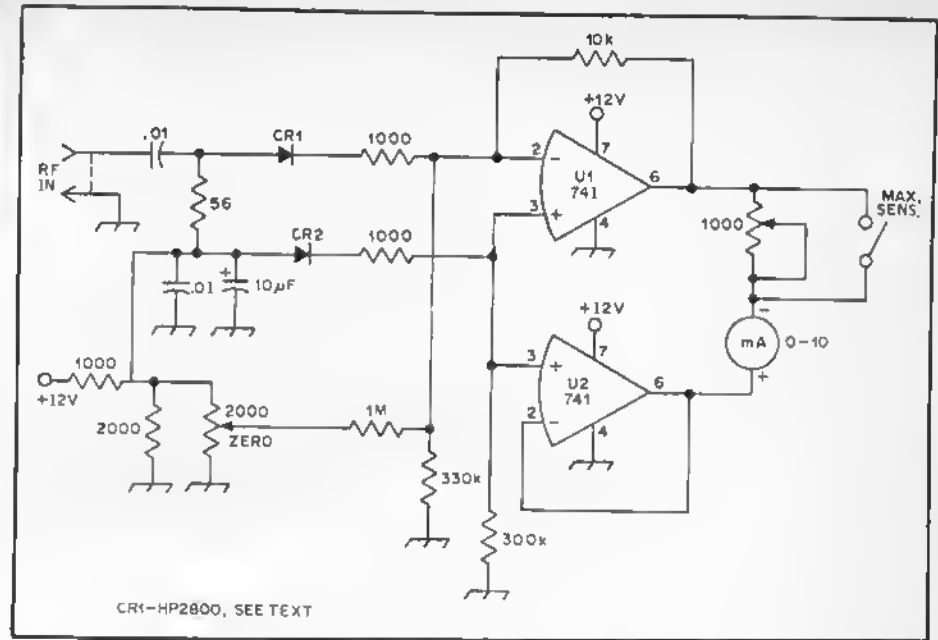 10k
+12V
.01
CR1
1000
7
2
-
RF
IN
U1
741
6
MAX.
SENS.
56
3
+
4
1000
CR2
1000
+
.01
10µF
+12V
-
mA
0-10
+
7
3
+
1000
+12V
U2
741
6
2
-
4
2000
2000
ZERO
1M
330k
300k
CR1-HP2800, SEE TEXT